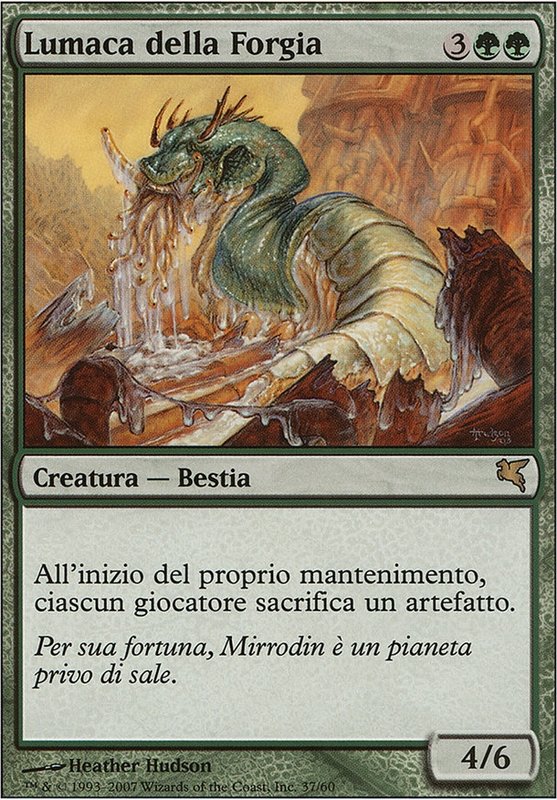 Lumaca della Forgia 3
Creatura — Bestia
All'inizio del proprio mantenimento,
ciascun giocatore sacrifica un artefatto.
Per sua fortuna, Mirrodin è un pianeta
privo di sale.
4/6
Heather Hudson
™ & © 1993-2007 Wizards of the Coast, Inc. 37/60